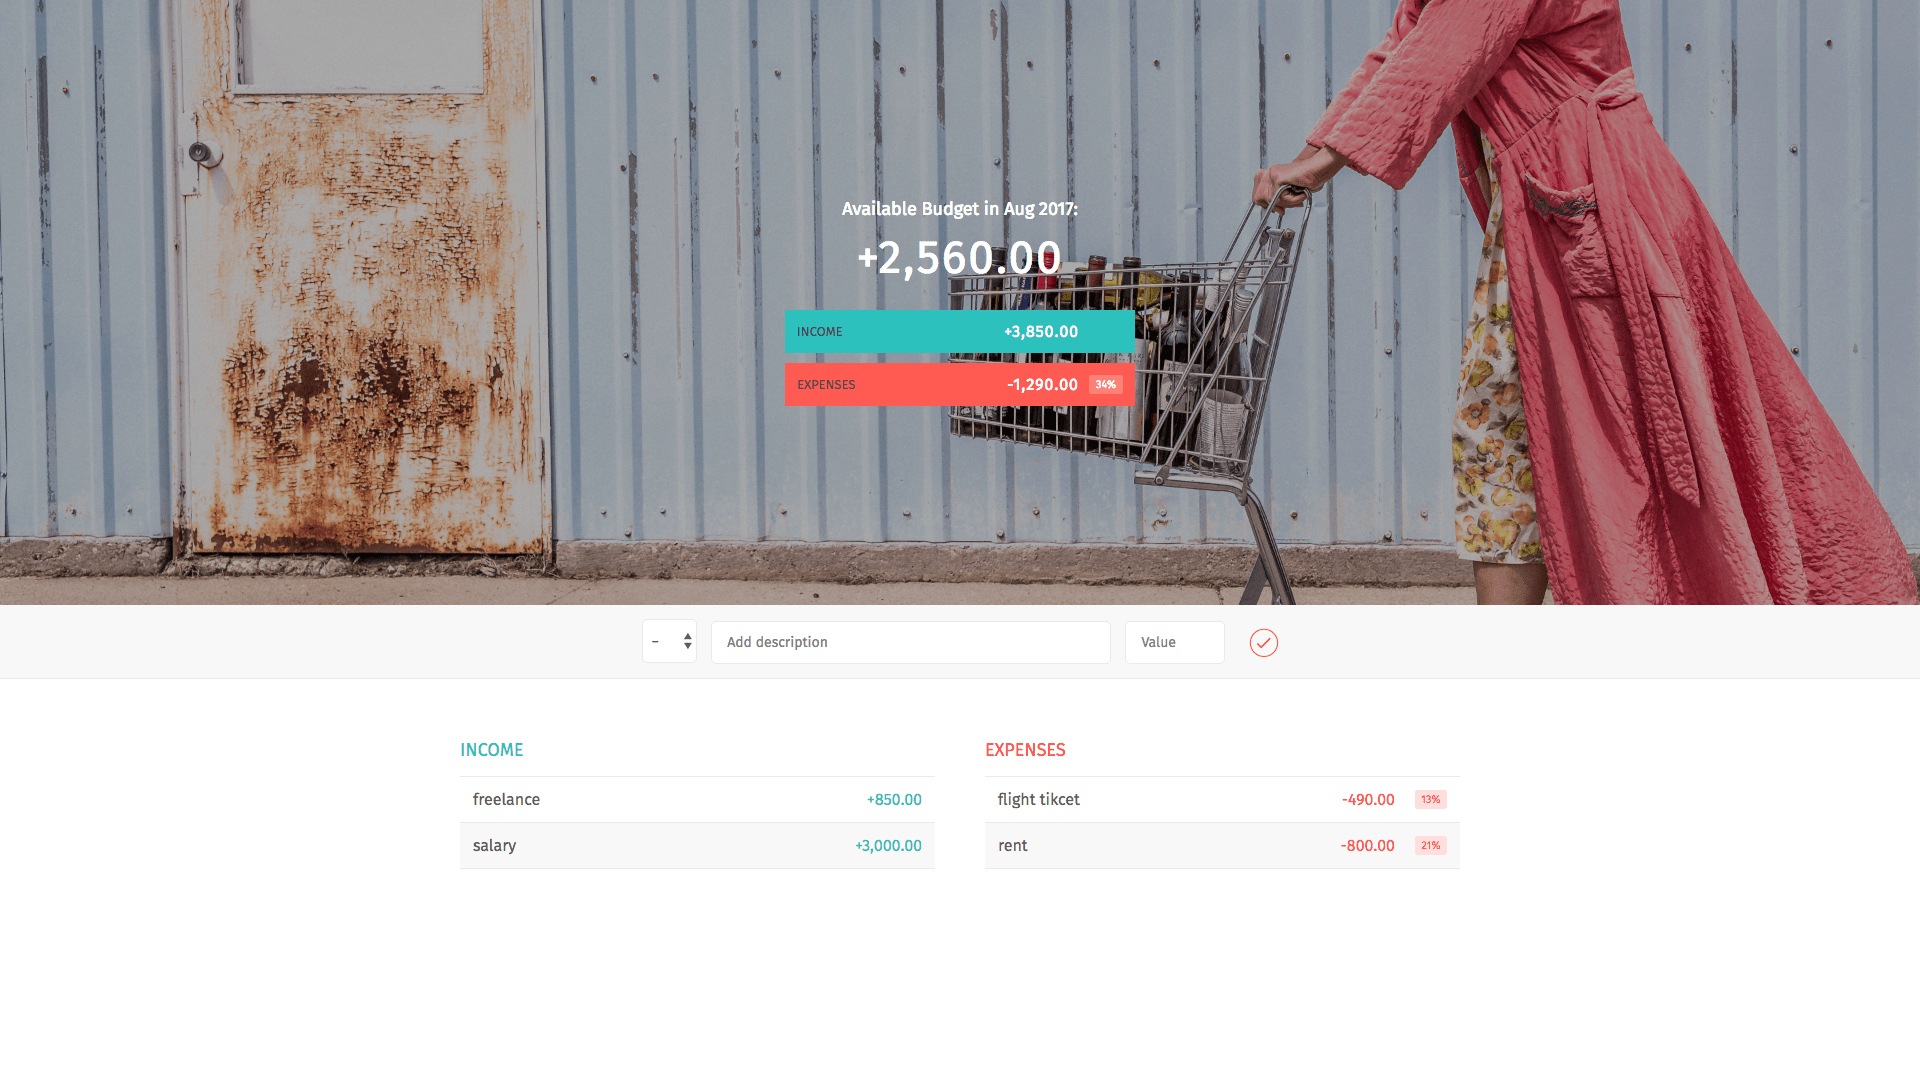 Available Budget in Aug 2017:
+2,560.00
INCOME +3,850.00
EXPENSES -1,290.00 34%
– Add description Value
INCOME
freelance +850.00
salary +3,000.00
EXPENSES
flight tikcet -490.00 13%
rent -800.00 21%